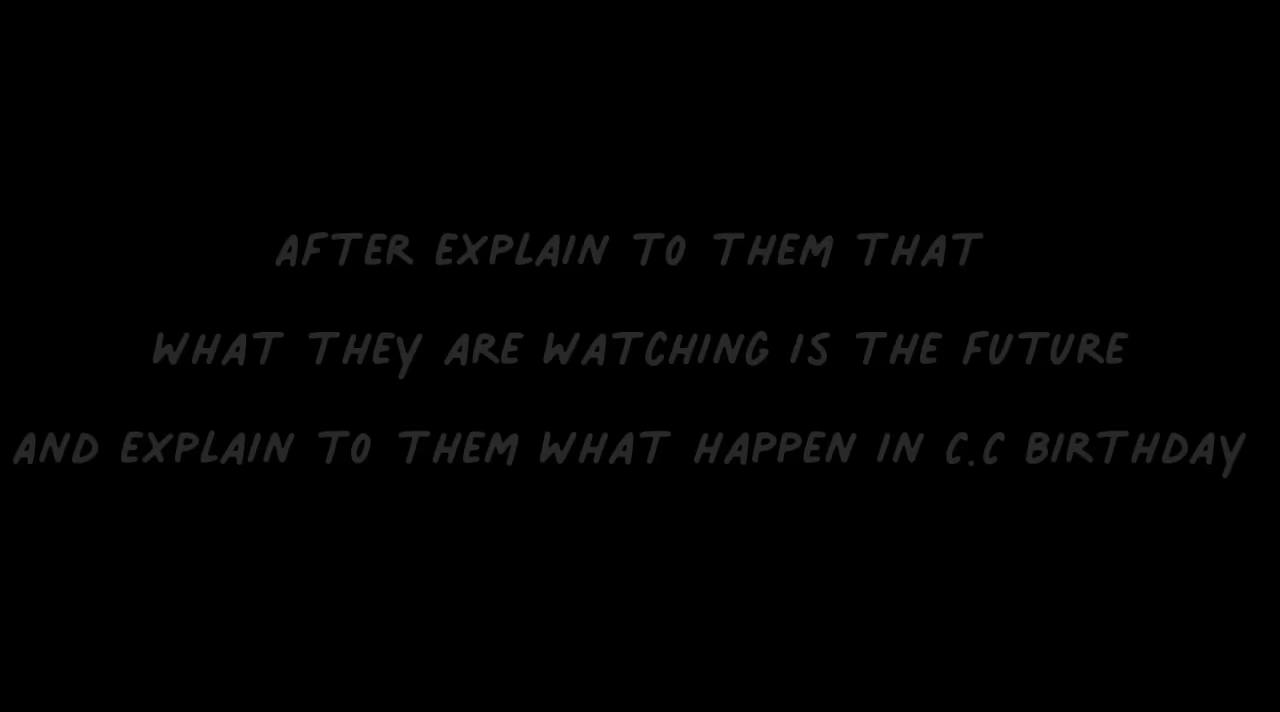 AFTER EXPLAIN TO THEM THAT
WHAT THEY ARE WATCHING IS THE FUTURE
AND EXPLAIN TO THEM WHAT HAPPEN IN C.C BIRTHDAY